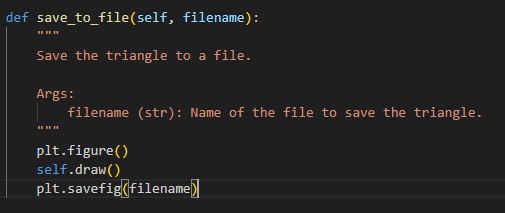 def save_to_file(self, filename):
    """
    Save the triangle to a file.

    Args:
        filename (str): Name of the file to save the triangle.
    """
    plt.figure()
    self.draw()
    plt.savefig(filename)